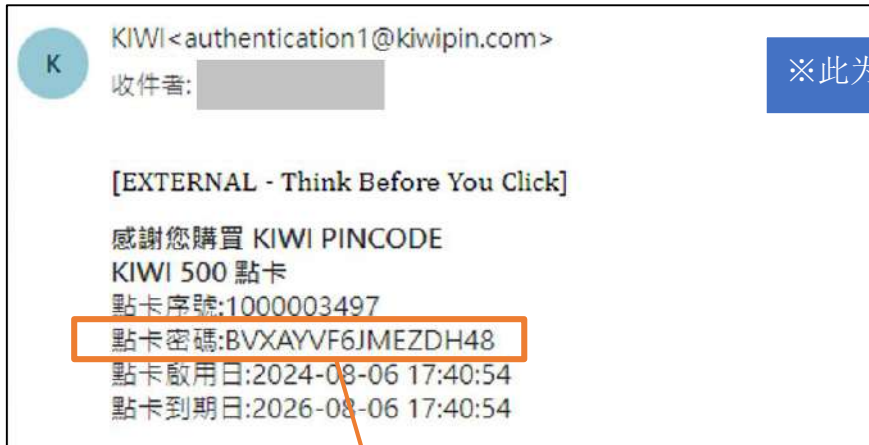 KIWI<authentication1@kiwipin.com>
K
※此为
收件者:
[EXTERNAL - Think Before You Click]
感謝您購買 KIWI PINCODE
KIWI 500 點卡
點卡序號:1000003497
點卡密碼:BVXAYVF6JMEZDH48
點卡啟用日:2024-08-06 17:40:54
點卡到期日:2026-08-06 17:40:54